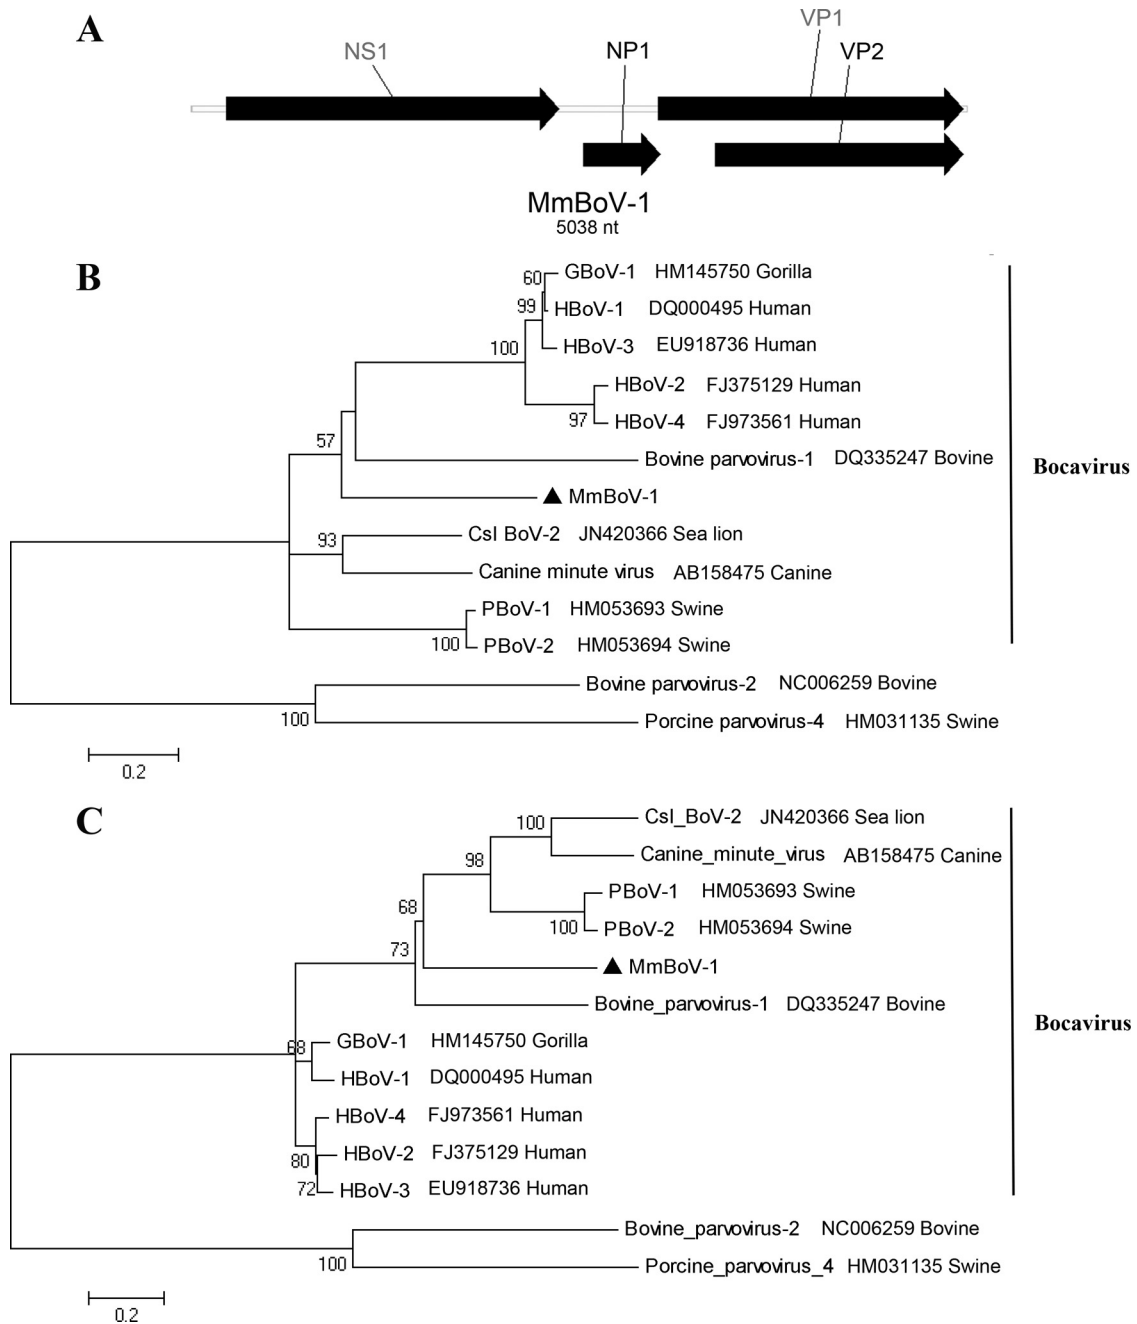 A
VP1
NS1
NP1
VP2
MmBoV-1
5038 nt
B
60
GBoV-1 HM145750 Gorilla
99
HBoV-1 DQ000495 Human
100
HBoV-3 EU918736 Human
HBoV-2 FJ375129 Human
97
HBoV-4 FJ973561 Human
57
Bovine parvovirus-1 DQ335247 Bovine
Bocavirus
▲ MmBoV-1
93
Csl BoV-2 JN420366 Sea lion
Canine minute virus AB158475 Canine
PBoV-1 HM053693 Swine
100
PBoV-2 HM053694 Swine
Bovine parvovirus-2 NC006259 Bovine
100
Porcine parvovirus-4 HM031135 Swine
0.2
C
100
Csl_BoV-2 JN420366 Sea lion
98
Canine_minute_virus AB158475 Canine
PBoV-1 HM053693 Swine
68
100
PBoV-2 HM053694 Swine
73
▲ MmBoV-1
Bovine_parvovirus-1 DQ335247 Bovine
Bocavirus
68
GBoV-1 HM145750 Gorilla
HBoV-1 DQ000495 Human
HBoV-4 FJ973561 Human
80
HBoV-2 FJ375129 Human
72
HBoV-3 EU918736 Human
Bovine_parvovirus-2 NC006259 Bovine
100
Porcine_parvovirus_4 HM031135 Swine
0.2